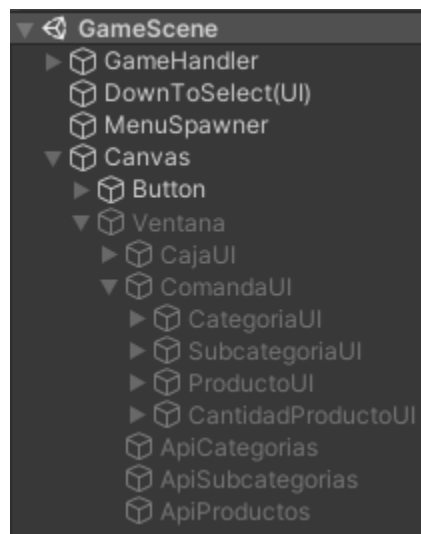 GameScene
GameHandler
DownToSelect(UI)
MenuSpawner
Canvas
Button
Ventana
CajaUI
ComandaUI
CategoriaUI
SubcategoriaUI
ProductoUI
CantidadProductoUI
ApiCategorias
ApiSubcategorias
ApiProductos